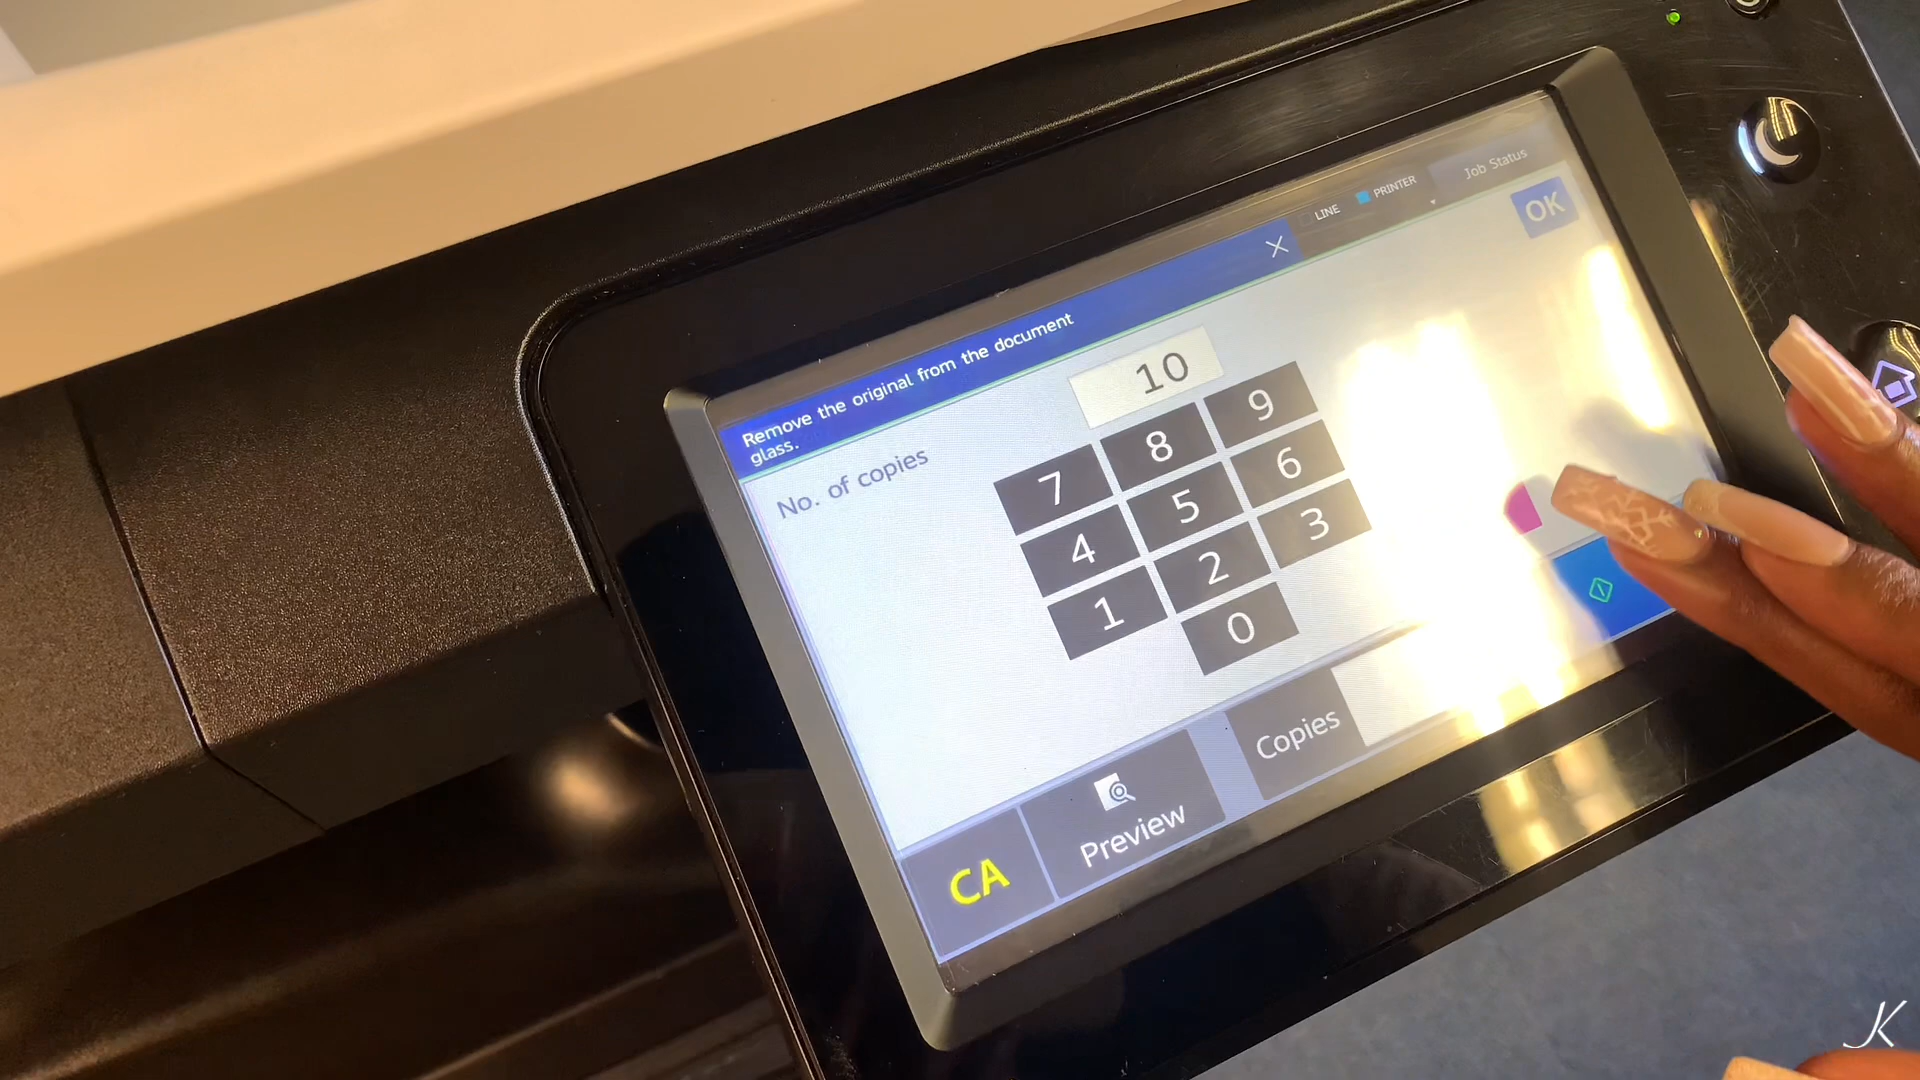 Job Status
LINE
PRINTER
OK
Remove the original from the document
glass.
No. of copies
10
7 8 9
4 5 6
1 2 3
0
CA
Preview
Copies
JK